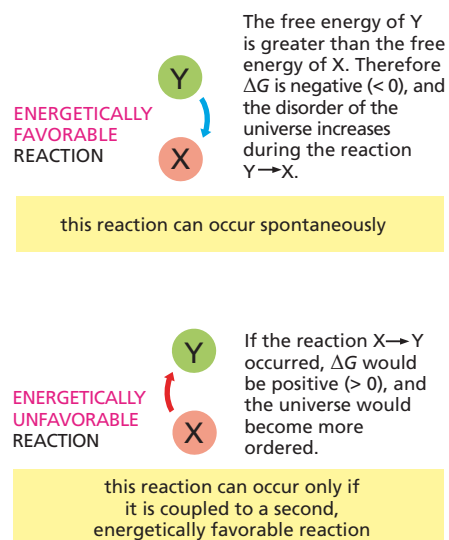 The free energy of Y
is greater than the free
energy of X. Therefore
ΔG is negative (< 0), and
the disorder of the
universe increases
during the reaction
Y→X.
Y
X
ENERGETICALLY
FAVORABLE
REACTION
this reaction can occur spontaneously
If the reaction X→Y
occurred, ΔG would
be positive (> 0), and
the universe would
become more
ordered.
Y
X
ENERGETICALLY
UNFAVORABLE
REACTION
this reaction can occur only if
it is coupled to a second,
energetically favorable reaction